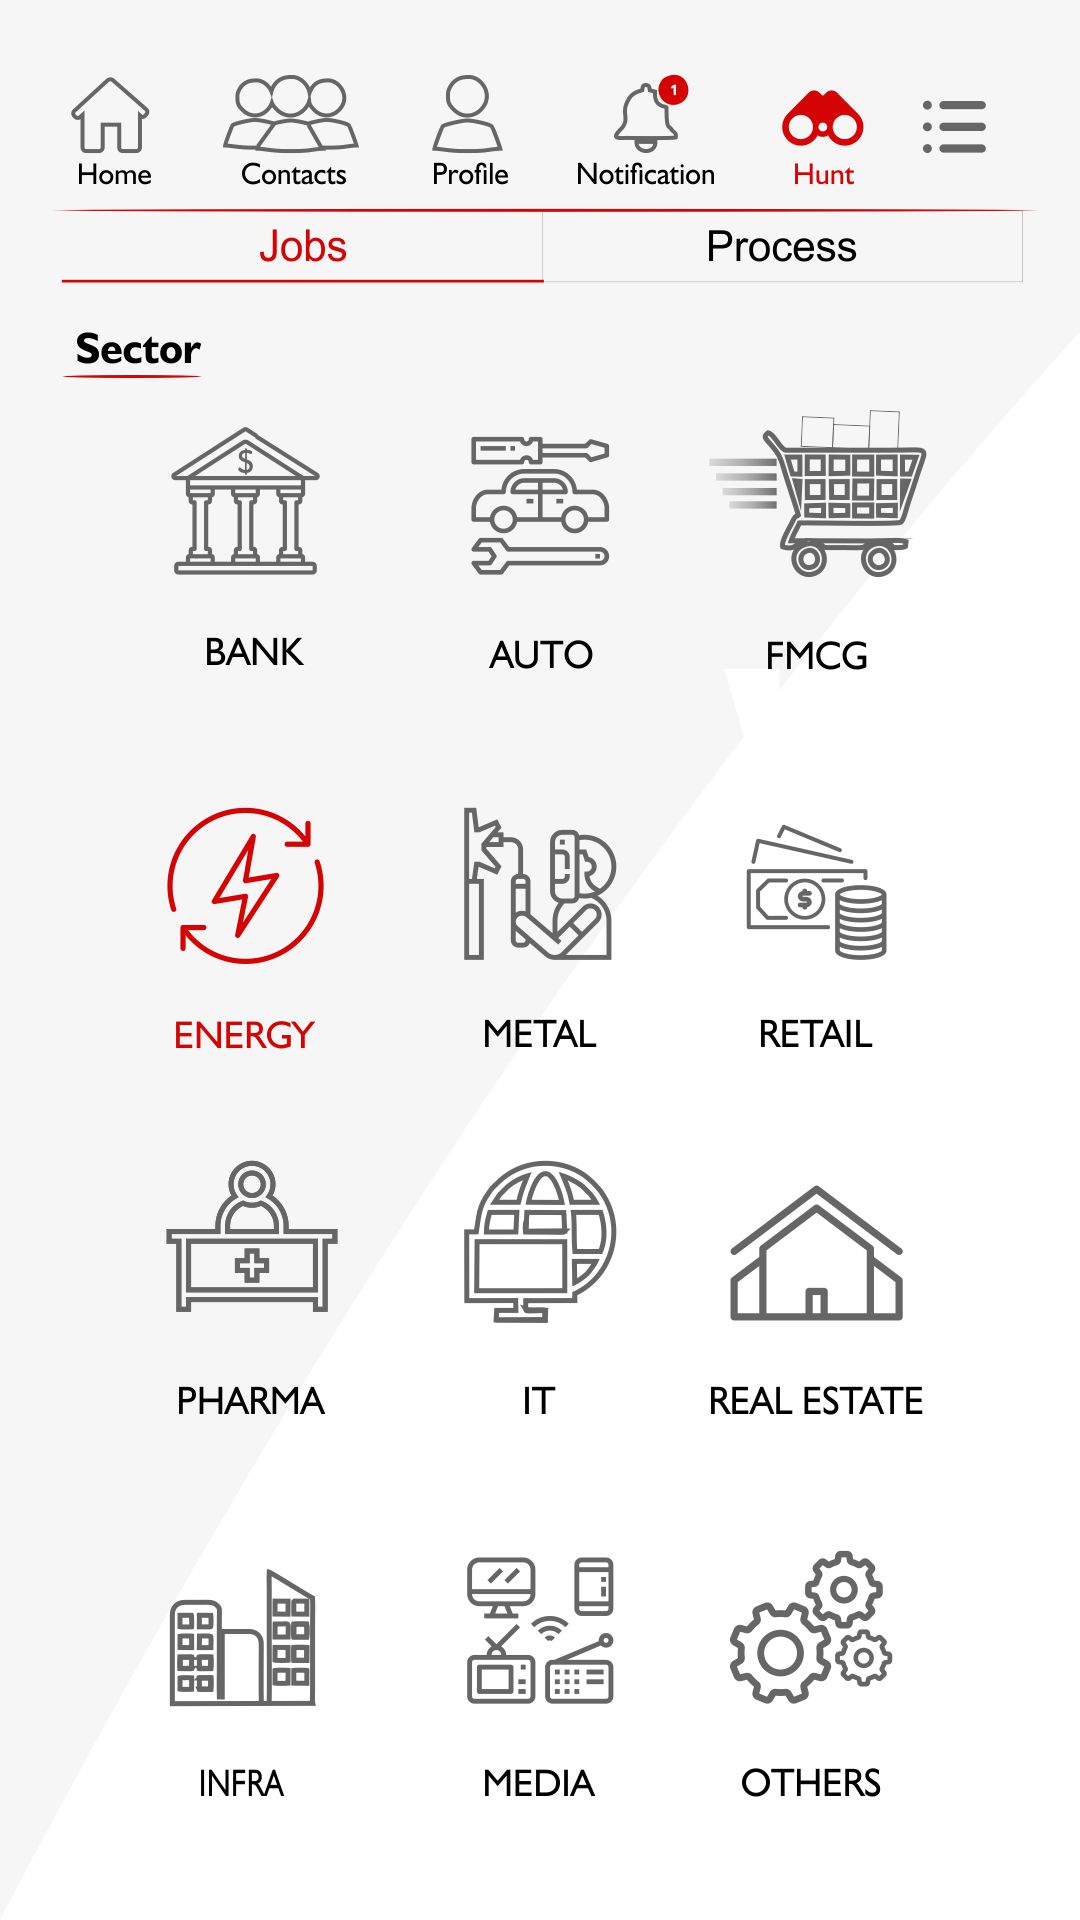 1
Home Contacts Profile Notification Hunt
Jobs Process
Sector
$
BANK AUTO FMCG
$
ENERGY METAL RETAIL
PHARMA IT REAL ESTATE
INFRA MEDIA OTHERS